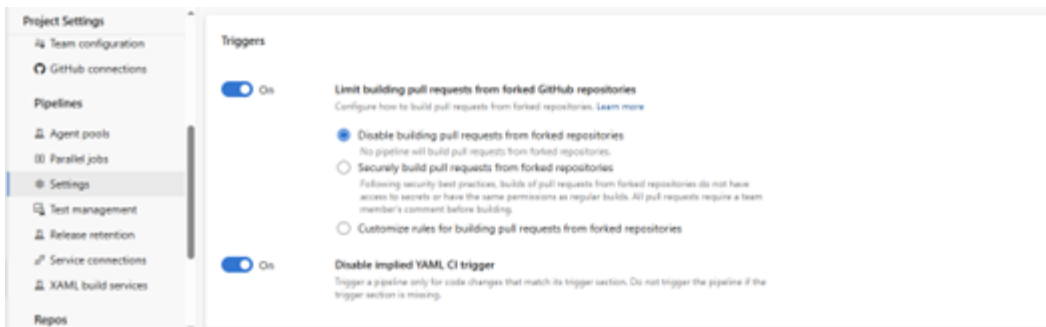 Project Settings
Team configuration
GitHub connections
Pipelines
Agent pools
Parallel jobs
Settings
Test management
Release retention
Service connections
XAML build services
Repos
Triggers
On
Limit building pull requests from forked GitHub repositories
Configure how to build pull requests from forked repositories. Learn more
Disable building pull requests from forked repositories
No pipeline will build pull requests from forked repositories.
Securely build pull requests from forked repositories
Following security best practices, builds of pull requests from forked repositories do not have
access to secrets or have the same permissions as regular builds. All pull requests require a team
member's comment before building.
Customize rules for building pull requests from forked repositories
On
Disable implied YAML CI trigger
Trigger a pipeline only for code changes that match its trigger section. Do not trigger the pipeline if the
trigger section is missing.